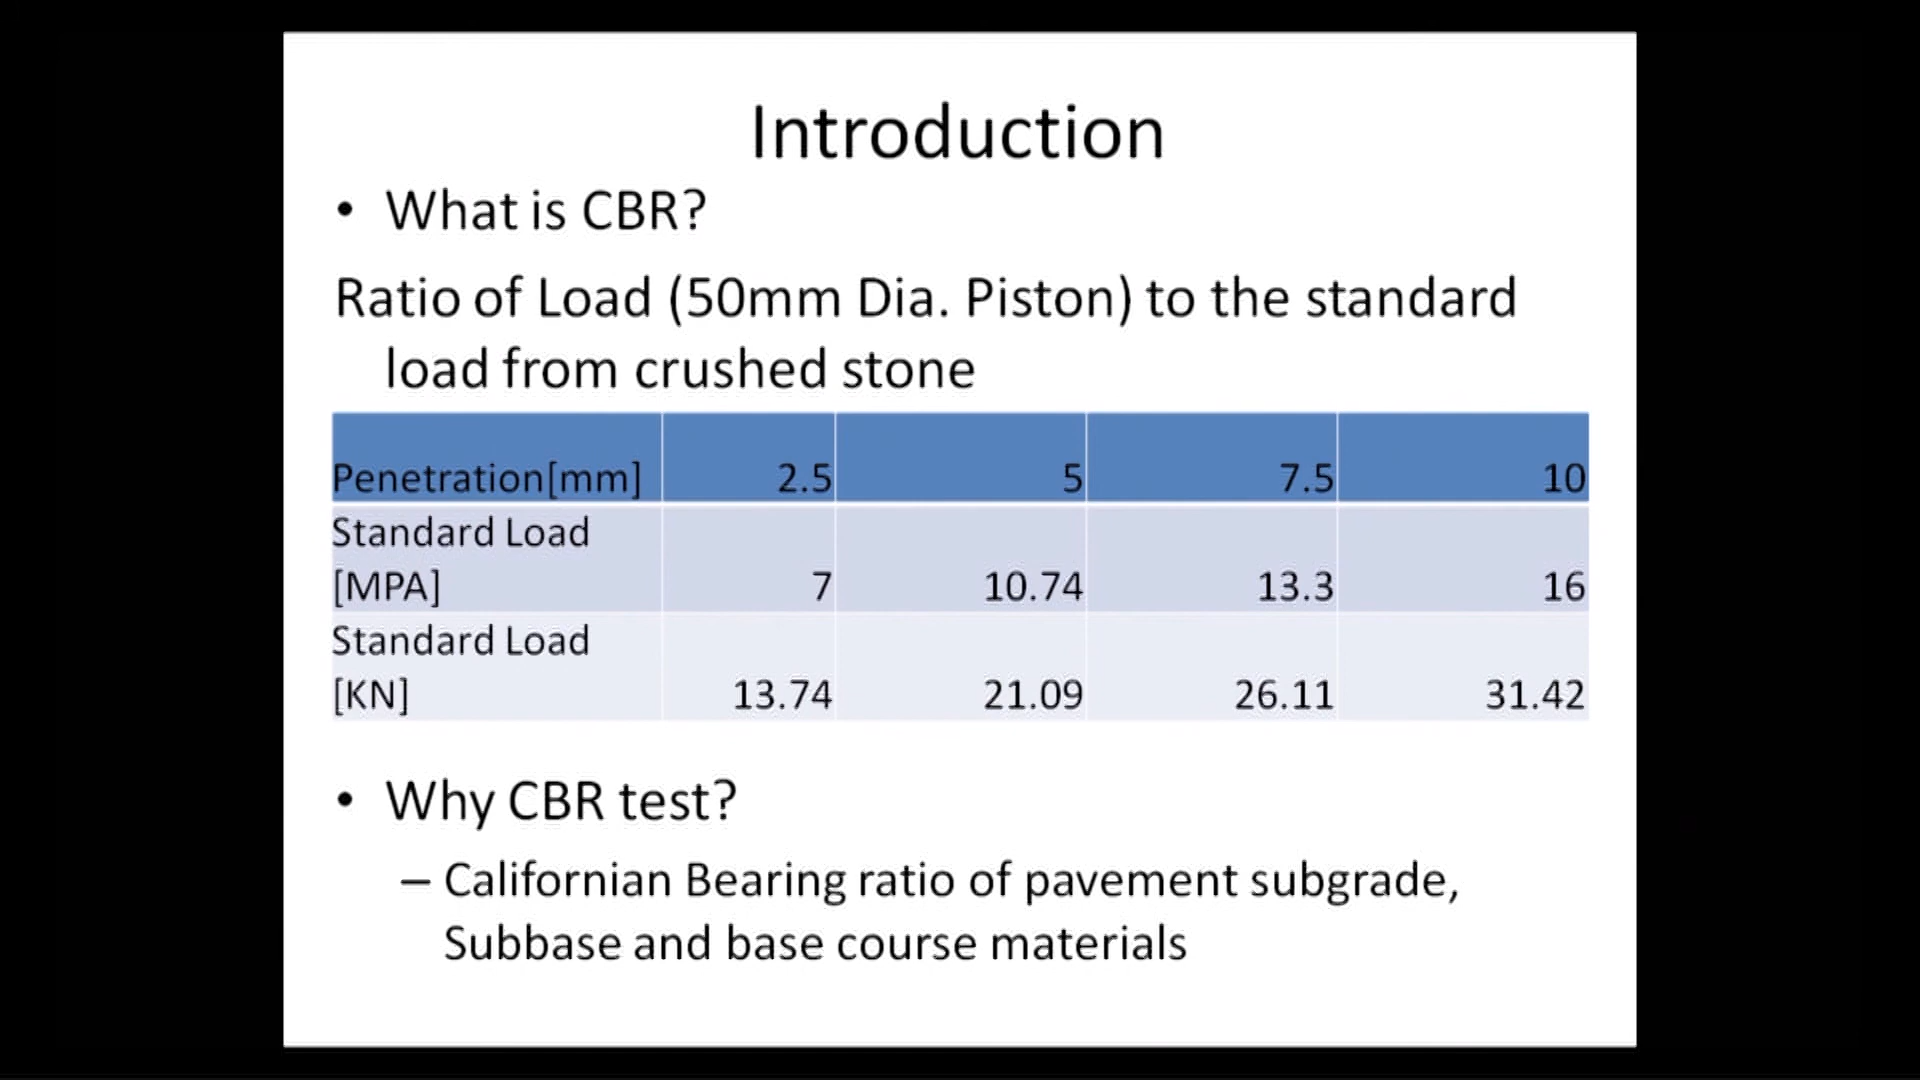 Introduction
• What is CBR?
Ratio of Load (50mm Dia. Piston) to the standard
load from crushed stone
Penetration[mm] 2.5 5 7.5 10
Standard Load
[MPA] 7 10.74 13.3 16
Standard Load
[KN] 13.74 21.09 26.11 31.42
• Why CBR test?
– Californian Bearing ratio of pavement subgrade,
Subbase and base course materials